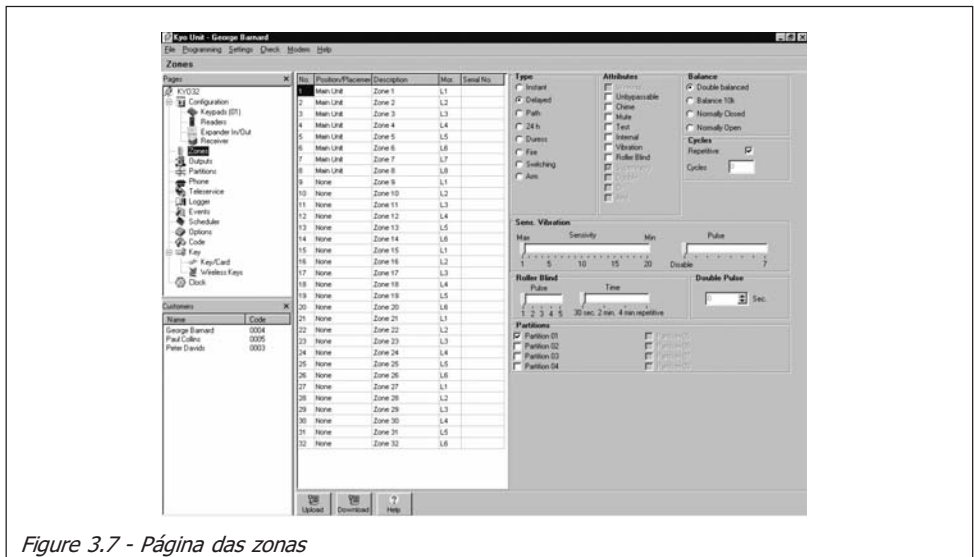 Kyo Unit - George Barnard
File Programming Settings Check Modem Help
Zones
Pages
KYO32
Configuration
Keypads (01)
Readers
Expander In/Out
Receiver
Zones
Outputs
Partitions
Phone
Teleservice
Logger
Events
Scheduler
Options
Code
Key
Key/Card
Wireless Keys
Clock
Customers
Name Code
George Barnard 0004
Paul Collins 0005
Peter Davids 0003
No. Position/Placemen Description Mor. Serial No.
1 Main Unit Zone 1 L1
2 Main Unit Zone 2 L2
3 Main Unit Zone 3 L3
4 Main Unit Zone 4 L4
5 Main Unit Zone 5 L5
6 Main Unit Zone 6 L6
7 Main Unit Zone 7 L7
8 Main Unit Zone 8 L8
9 None Zone 9 L1
10 None Zone 10 L2
11 None Zone 11 L3
12 None Zone 12 L4
13 None Zone 13 L5
14 None Zone 14 L6
15 None Zone 15 L1
16 None Zone 16 L2
17 None Zone 17 L3
18 None Zone 18 L4
19 None Zone 19 L5
20 None Zone 20 L6
21 None Zone 21 L1
22 None Zone 22 L2
23 None Zone 23 L3
24 None Zone 24 L4
25 None Zone 25 L5
26 None Zone 26 L6
27 None Zone 27 L1
28 None Zone 28 L2
29 None Zone 29 L3
30 None Zone 30 L4
31 None Zone 31 L5
32 None Zone 32 L6
Type
Instant
Delayed
Path
24 h
Duress
Fire
Switching
Arm
Attributes
Unbypassable
Chime
Mute
Test
Internal
Vibration
Roller Blind
Balance
Double balanced
Balance 10k
Normally Closed
Normally Open
Cycles
Repetitive
Cycles
Sens. Vibration
Max Sensivity Min Pulse
1 5 10 15 20 Disable 7
Roller Blind
Pulse Time
1 2 3 4 5 30 sec. 2 min. 4 min repetitive
Double Pulse
Sec.
Partitions
Partition 01
Partition 02
Partition 03
Partition 04
Upload Download ? Help
Figure 3.7 - Página das zonas